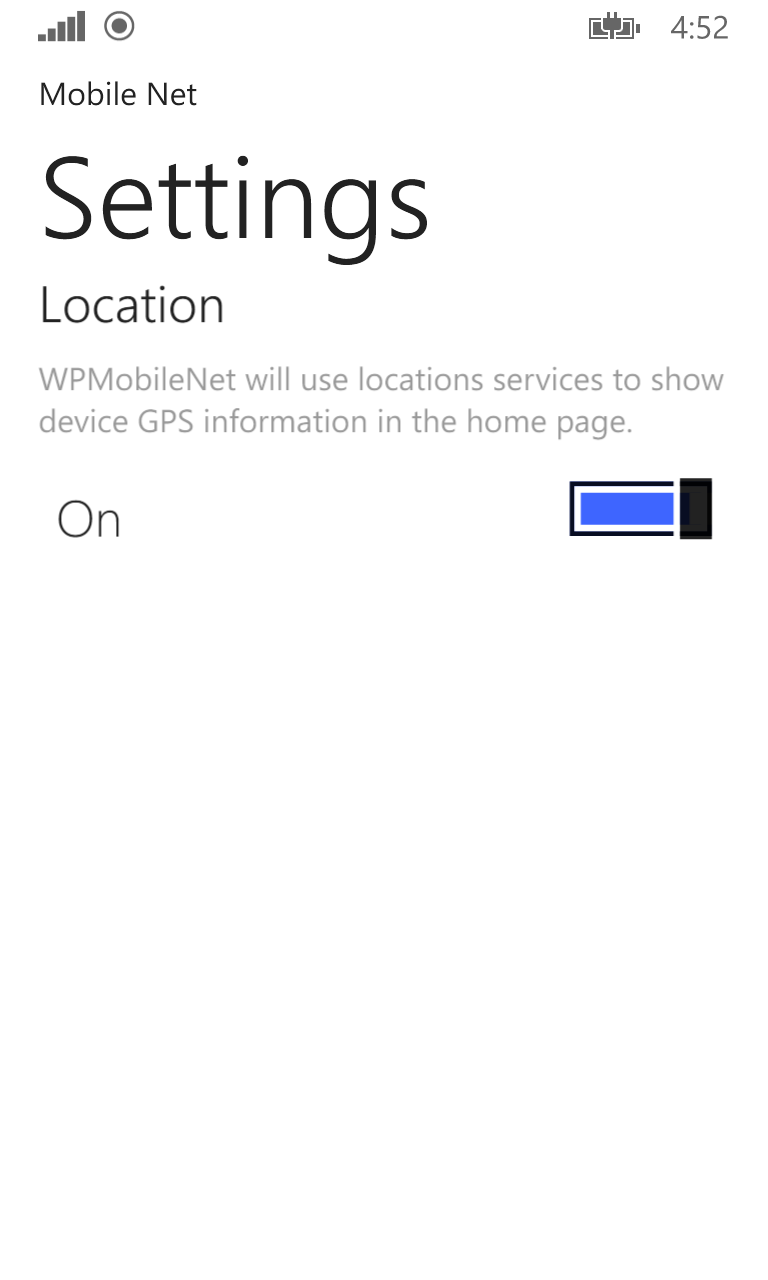 4:52
Mobile Net
Settings
Location
WPMobileNet will use locations services to show
device GPS information in the home page.
On